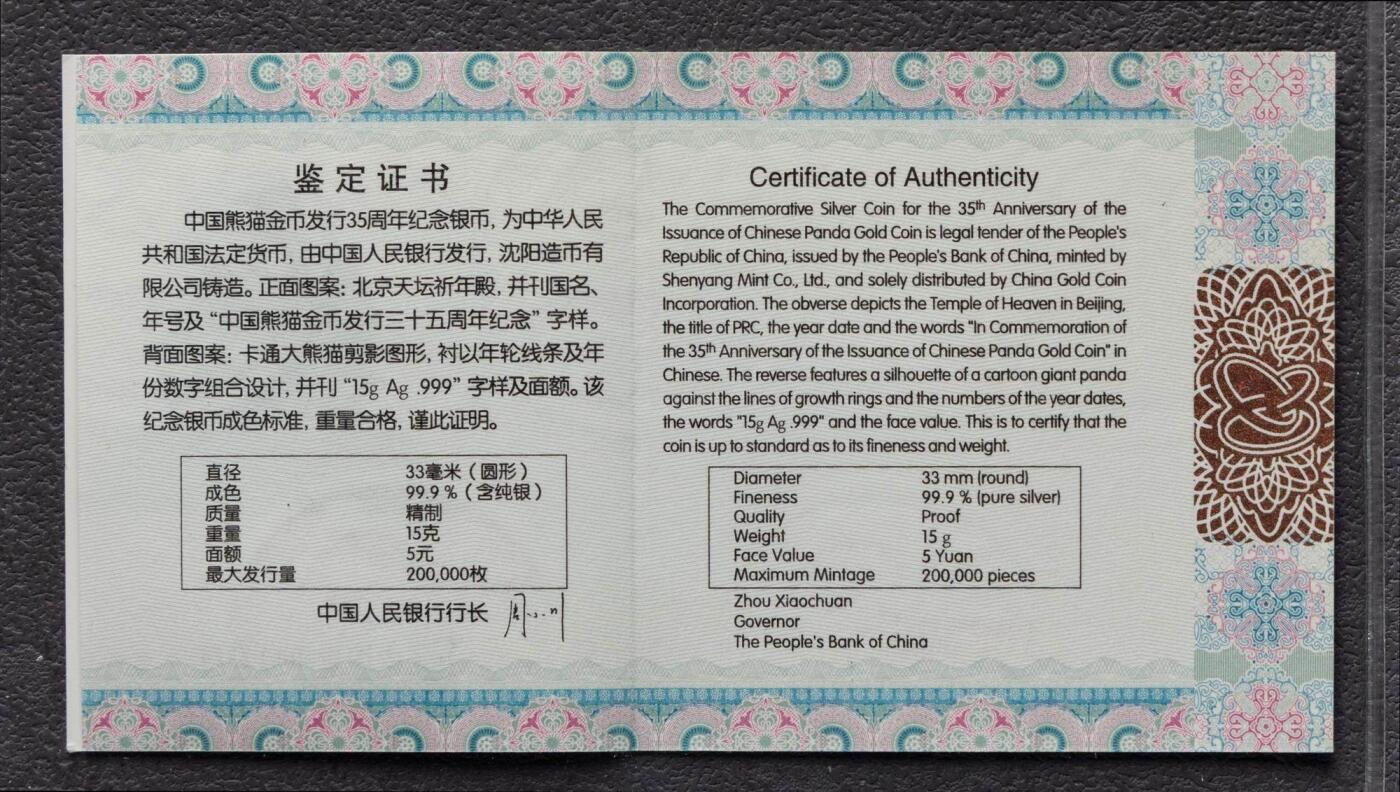 鉴定证书
中国熊猫金币发行35周年纪念银币，为中华人民
共和国法定货币，由中国人民银行发行，沈阳造币有
限公司铸造。正面图案：北京天坛祈年殿，并刊国名、
年号及“中国熊猫金币发行三十五周年纪念”字样。
背面图案：卡通大熊猫剪影图形，衬以年轮线条及年
份数字组合设计，并刊“15g Ag .999”字样及面额。该
纪念银币成色标准，重量合格，谨此证明。
直径 33毫米（圆形）
成色 99.9％（含纯银）
质量 精制
重量 15克
面额 5元
最大发行量 200,000枚
中国人民银行行长
Certificate of Authenticity
The Commemorative Silver Coin for the 35th Anniversary of the
Issuance of Chinese Panda Gold Coin is legal tender of the People's
Republic of China, issued by the People's Bank of China, minted by
Shenyang Mint Co., Ltd., and solely distributed by China Gold Coin
Incorporation. The obverse depicts the Temple of Heaven in Beijing,
the title of PRC, the year date and the words "In Commemoration of
the 35th Anniversary of the Issuance of Chinese Panda Gold Coin" in
Chinese. The reverse features a silhouette of a cartoon giant panda
against the lines of growth rings and the numbers of the year dates,
the words "15g Ag .999" and the face value. This is to certify that the
coin is up to standard as to its fineness and weight.
Diameter 33 mm (round)
Fineness 99.9 % (pure silver)
Quality Proof
Weight 15 g
Face Value 5 Yuan
Maximum Mintage 200,000 pieces
Zhou Xiaochuan
Governor
The People's Bank of China